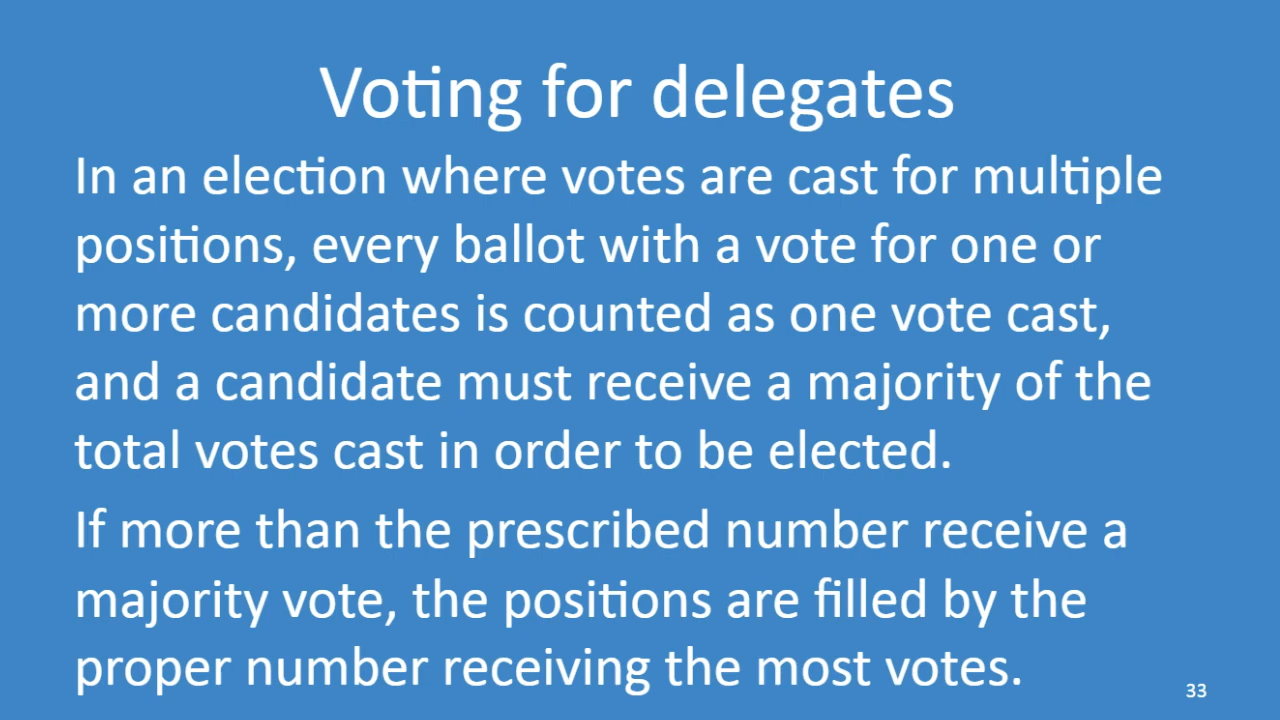 Voting for delegates
In an election where votes are cast for multiple
positions, every ballot with a vote for one or
more candidates is counted as one vote cast,
and a candidate must receive a majority of the
total votes cast in order to be elected.
If more than the prescribed number receive a
majority vote, the positions are filled by the
proper number receiving the most votes.
33